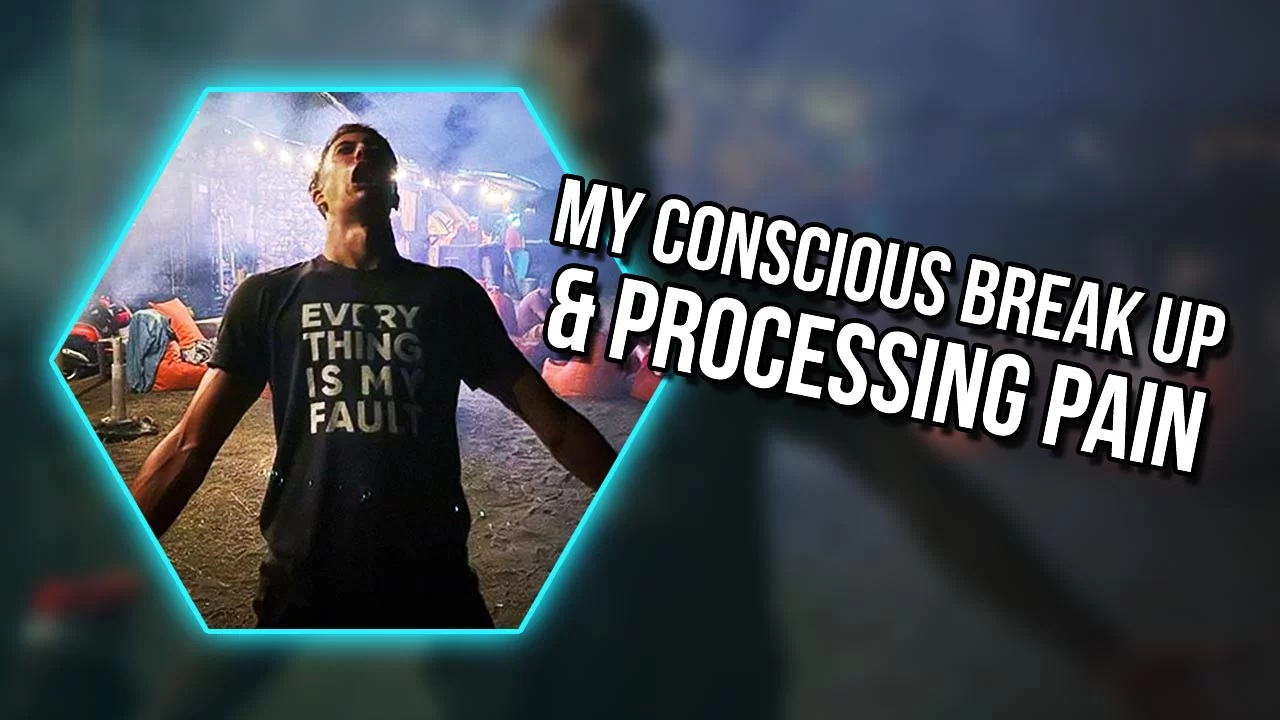 EVERY
THING
IS MY
FAULT
MY CONSCIOUS BREAK UP
& PROCESSING PAIN